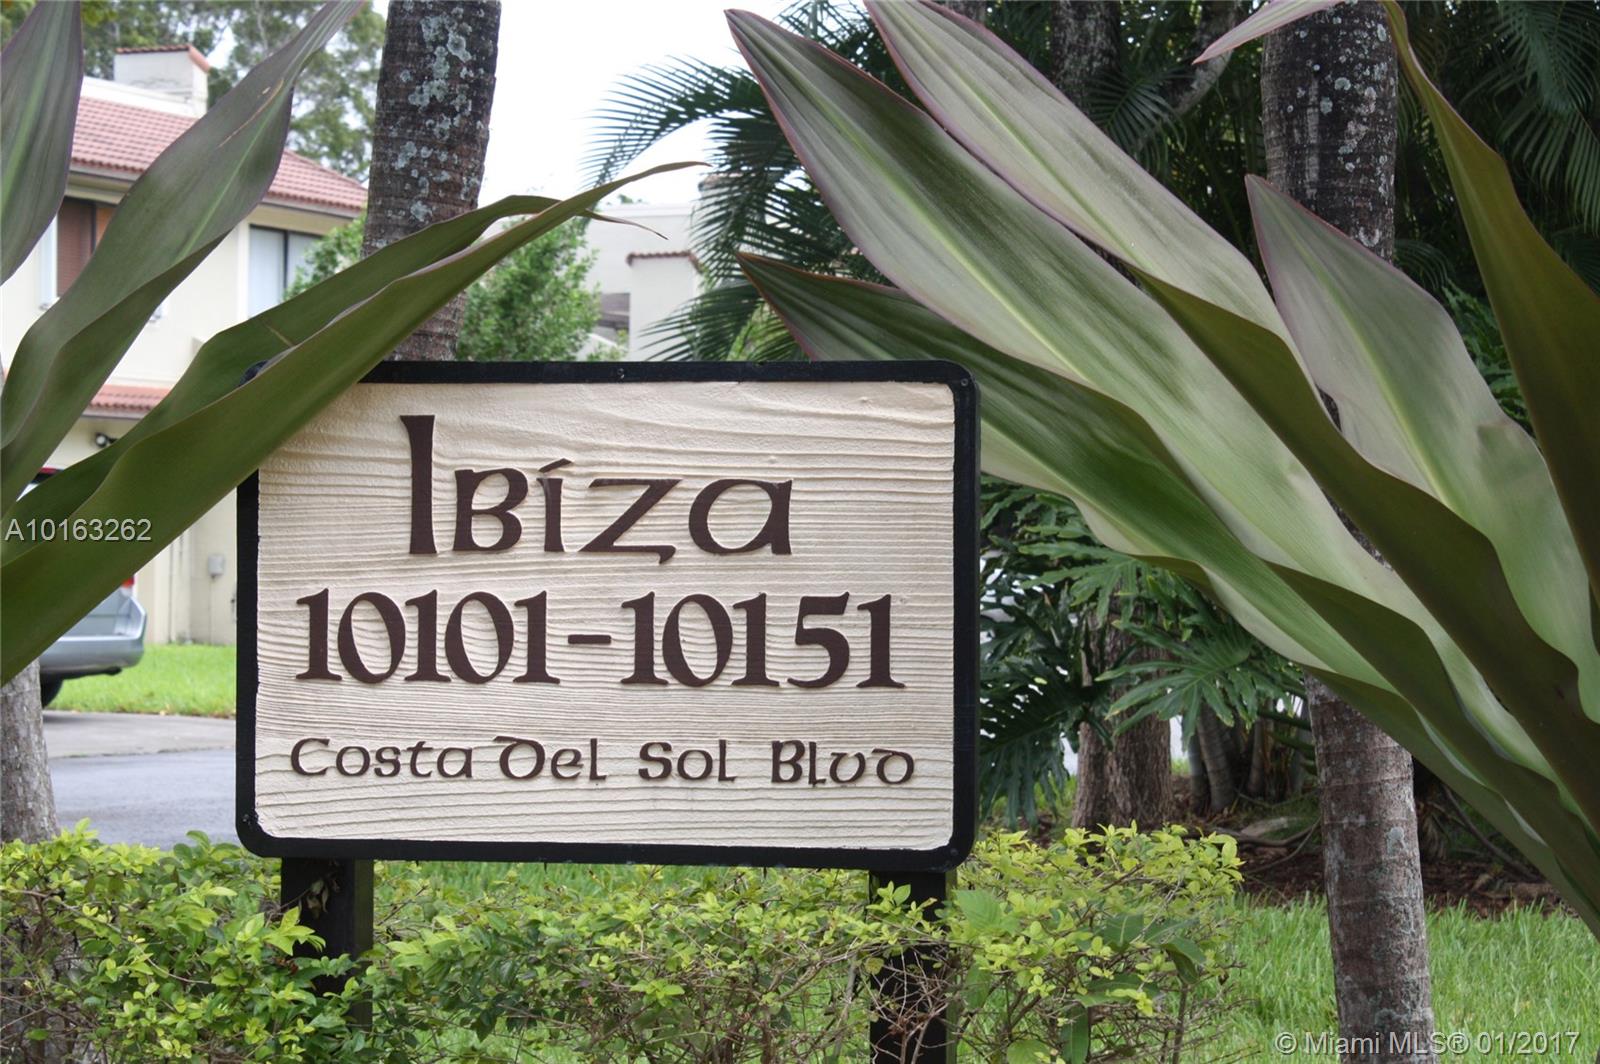 A10163262
Ibíza
10101-10151
Costa Del Sol Blvd
© Miami MLS® 01/2017